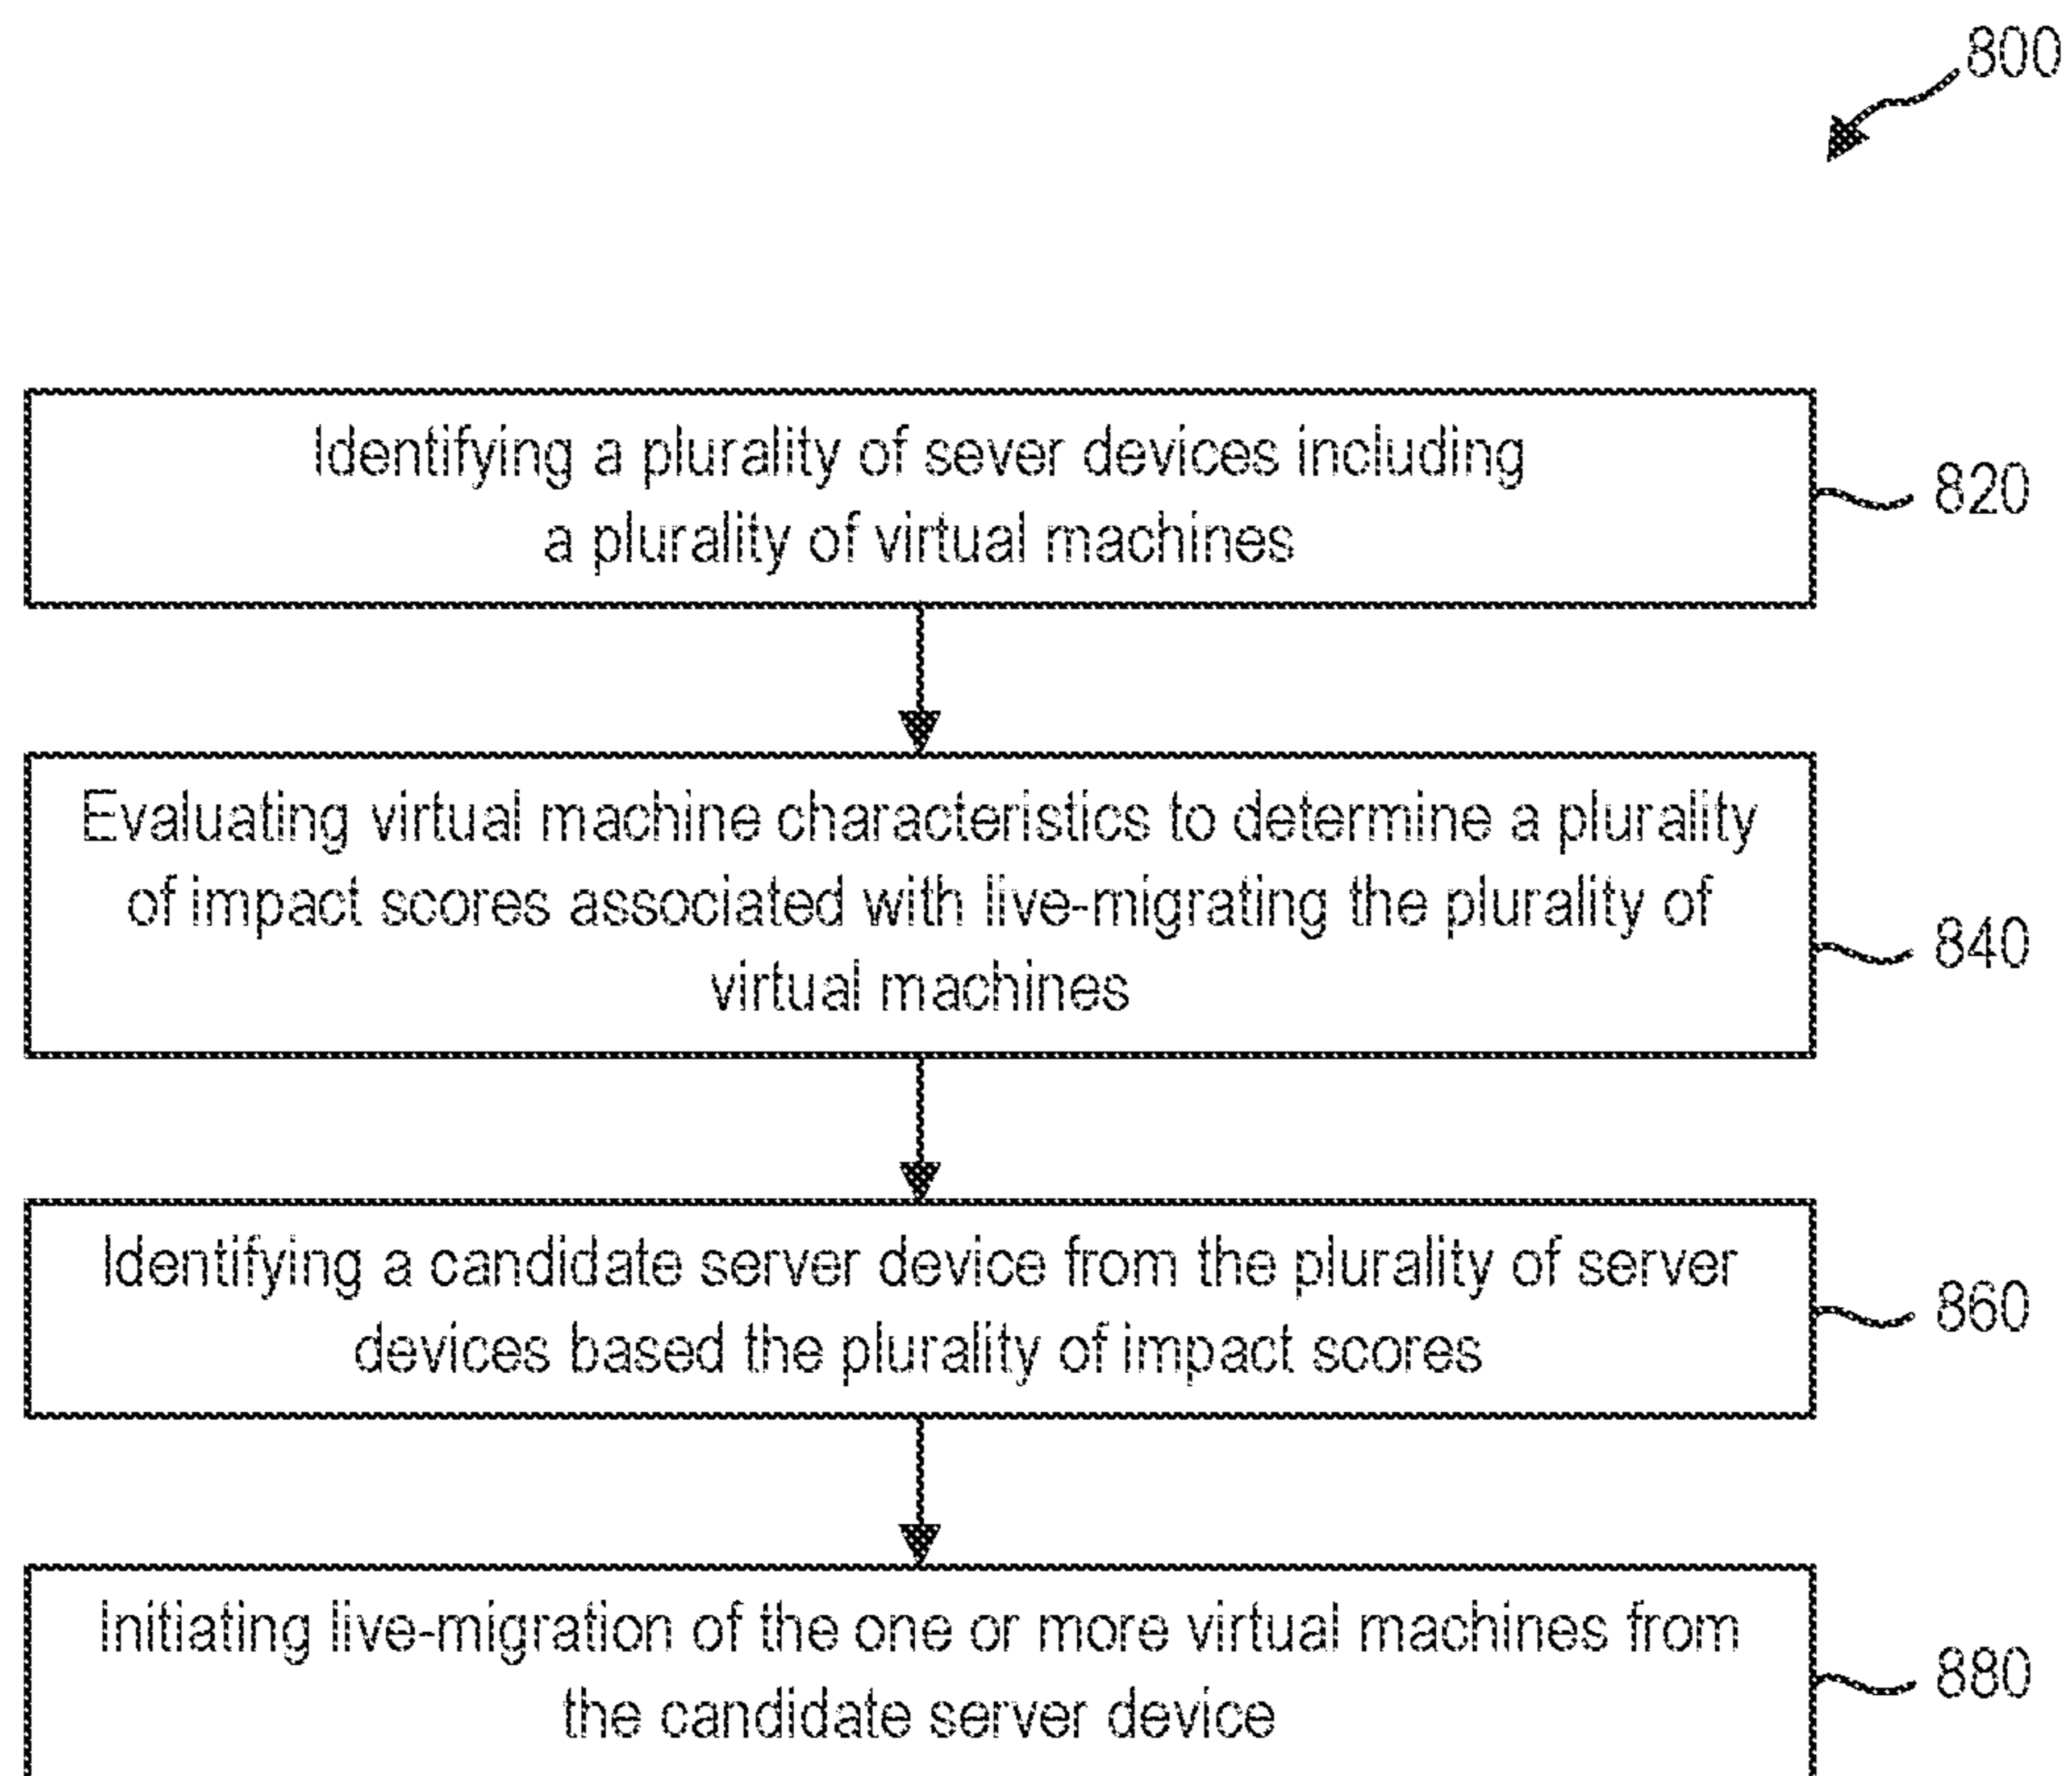 800
Identifying a plurality of sever devices including
a plurality of virtual machines
820
Evaluating virtual machine characteristics to determine a plurality
of impact scores associated with live-migrating the plurality of
virtual machines
840
Identifying a candidate server device from the plurality of server
devices based the plurality of impact scores
860
Initiating live-migration of the one or more virtual machines from
the candidate server device
880